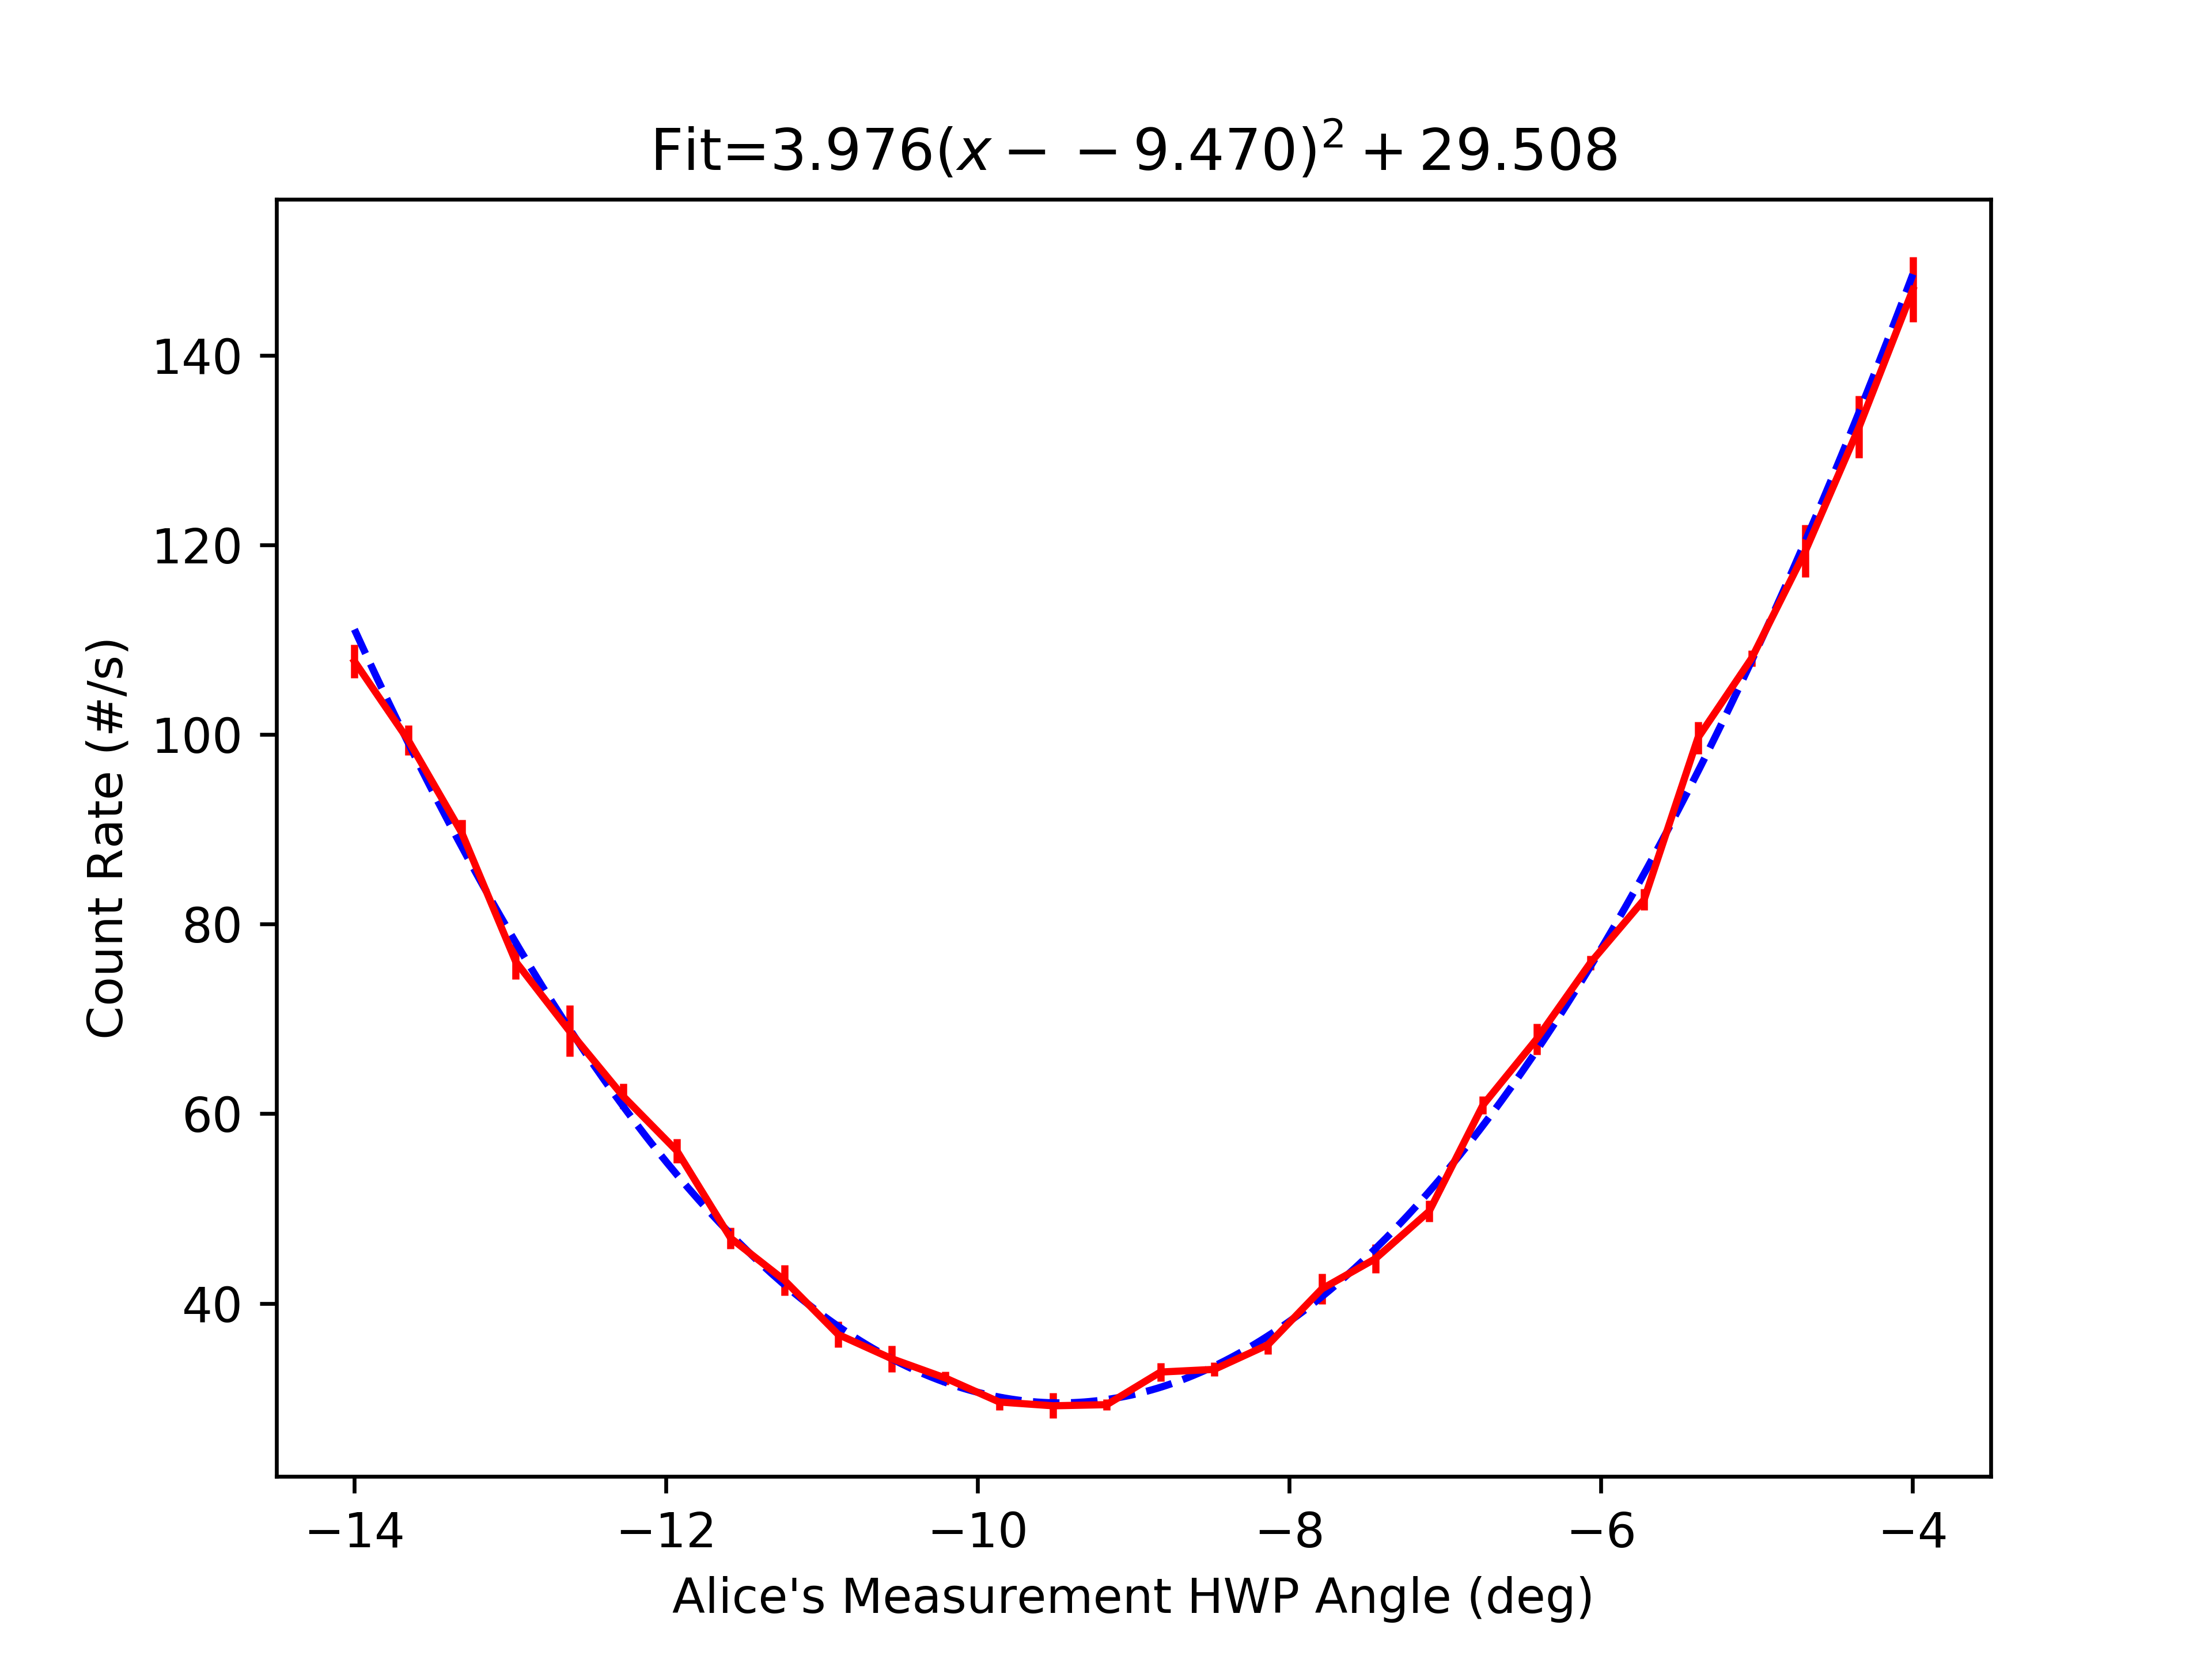 Fit=3.976(x − −9.470)² + 29.508
Count Rate (#/s)
140
120
100
80
60
40
−14 −12 −10 −8 −6 −4
Alice's Measurement HWP Angle (deg)